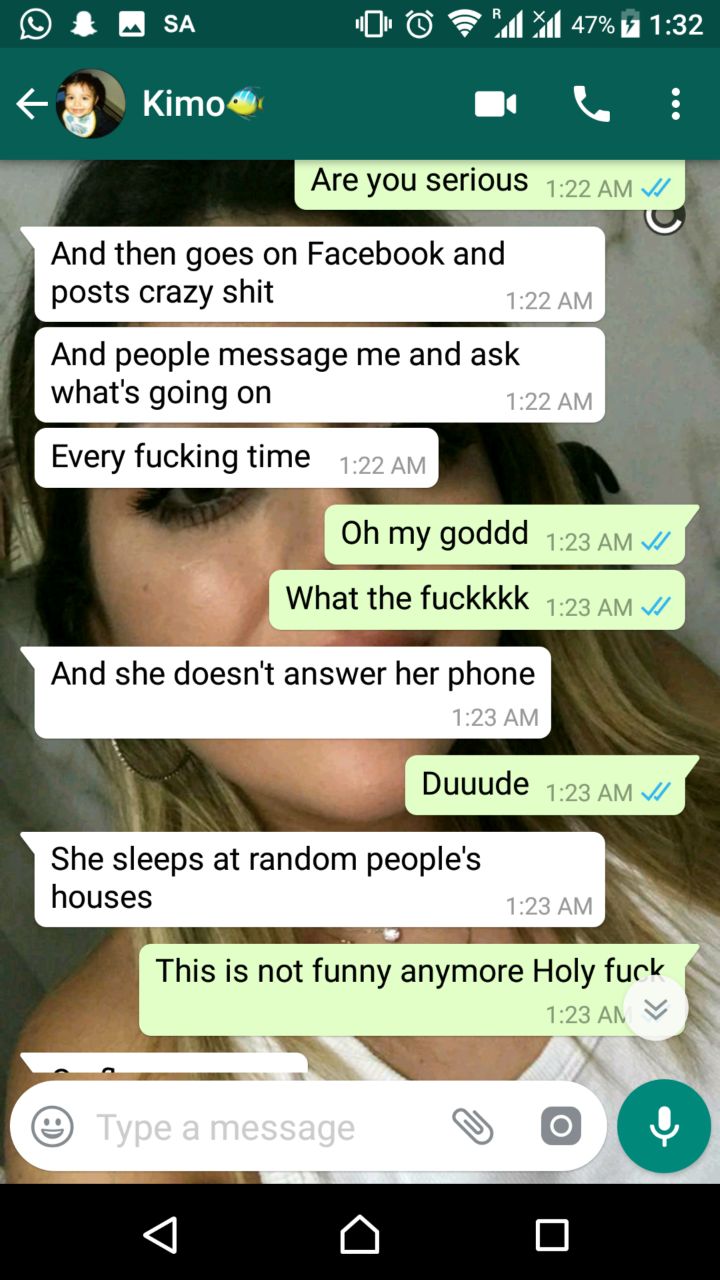 SA
R
47%
1:32
Kimo
Are you serious
1:22 AM
And then goes on Facebook and
posts crazy shit
1:22 AM
And people message me and ask
what's going on
1:22 AM
Every fucking time
1:22 AM
Oh my goddd
1:23 AM
What the fuckkkk
1:23 AM
And she doesn't answer her phone
1:23 AM
Duuude
1:23 AM
She sleeps at random people's
houses
1:23 AM
This is not funny anymore Holy fuck
1:23 AM
Type a message